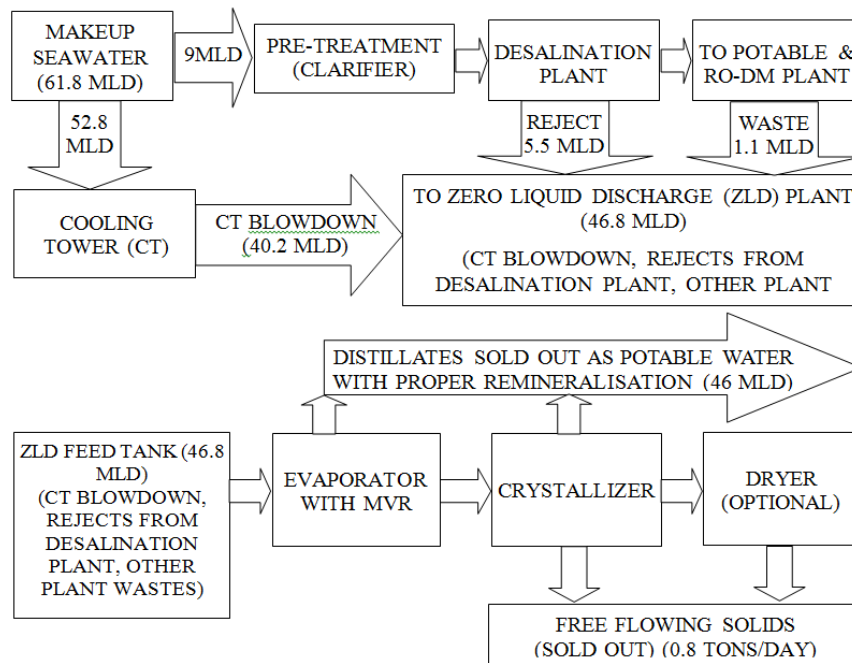 MAKEUP
SEAWATER
(61.8 MLD)
9MLD
PRE-TREATMENT
(CLARIFIER)
DESALINATION
PLANT
TO POTABLE &
RO-DM PLANT
52.8
MLD
REJECT
5.5 MLD
WASTE
1.1 MLD
COOLING
TOWER (CT)
CT BLOWDOWN
(40.2 MLD)
TO ZERO LIQUID DISCHARGE (ZLD) PLANT
(46.8 MLD)
(CT BLOWDOWN, REJECTS FROM
DESALINATION PLANT, OTHER PLANT
DISTILLATES SOLD OUT AS POTABLE WATER
WITH PROPER REMINERALISATION (46 MLD)
ZLD FEED TANK (46.8
MLD)
(CT BLOWDOWN,
REJECTS FROM
DESALINATION
PLANT, OTHER
PLANT WASTES)
EVAPORATOR
WITH MVR
CRYSTALLIZER
DRYER
(OPTIONAL)
FREE FLOWING SOLIDS
(SOLD OUT) (0.8 TONS/DAY)